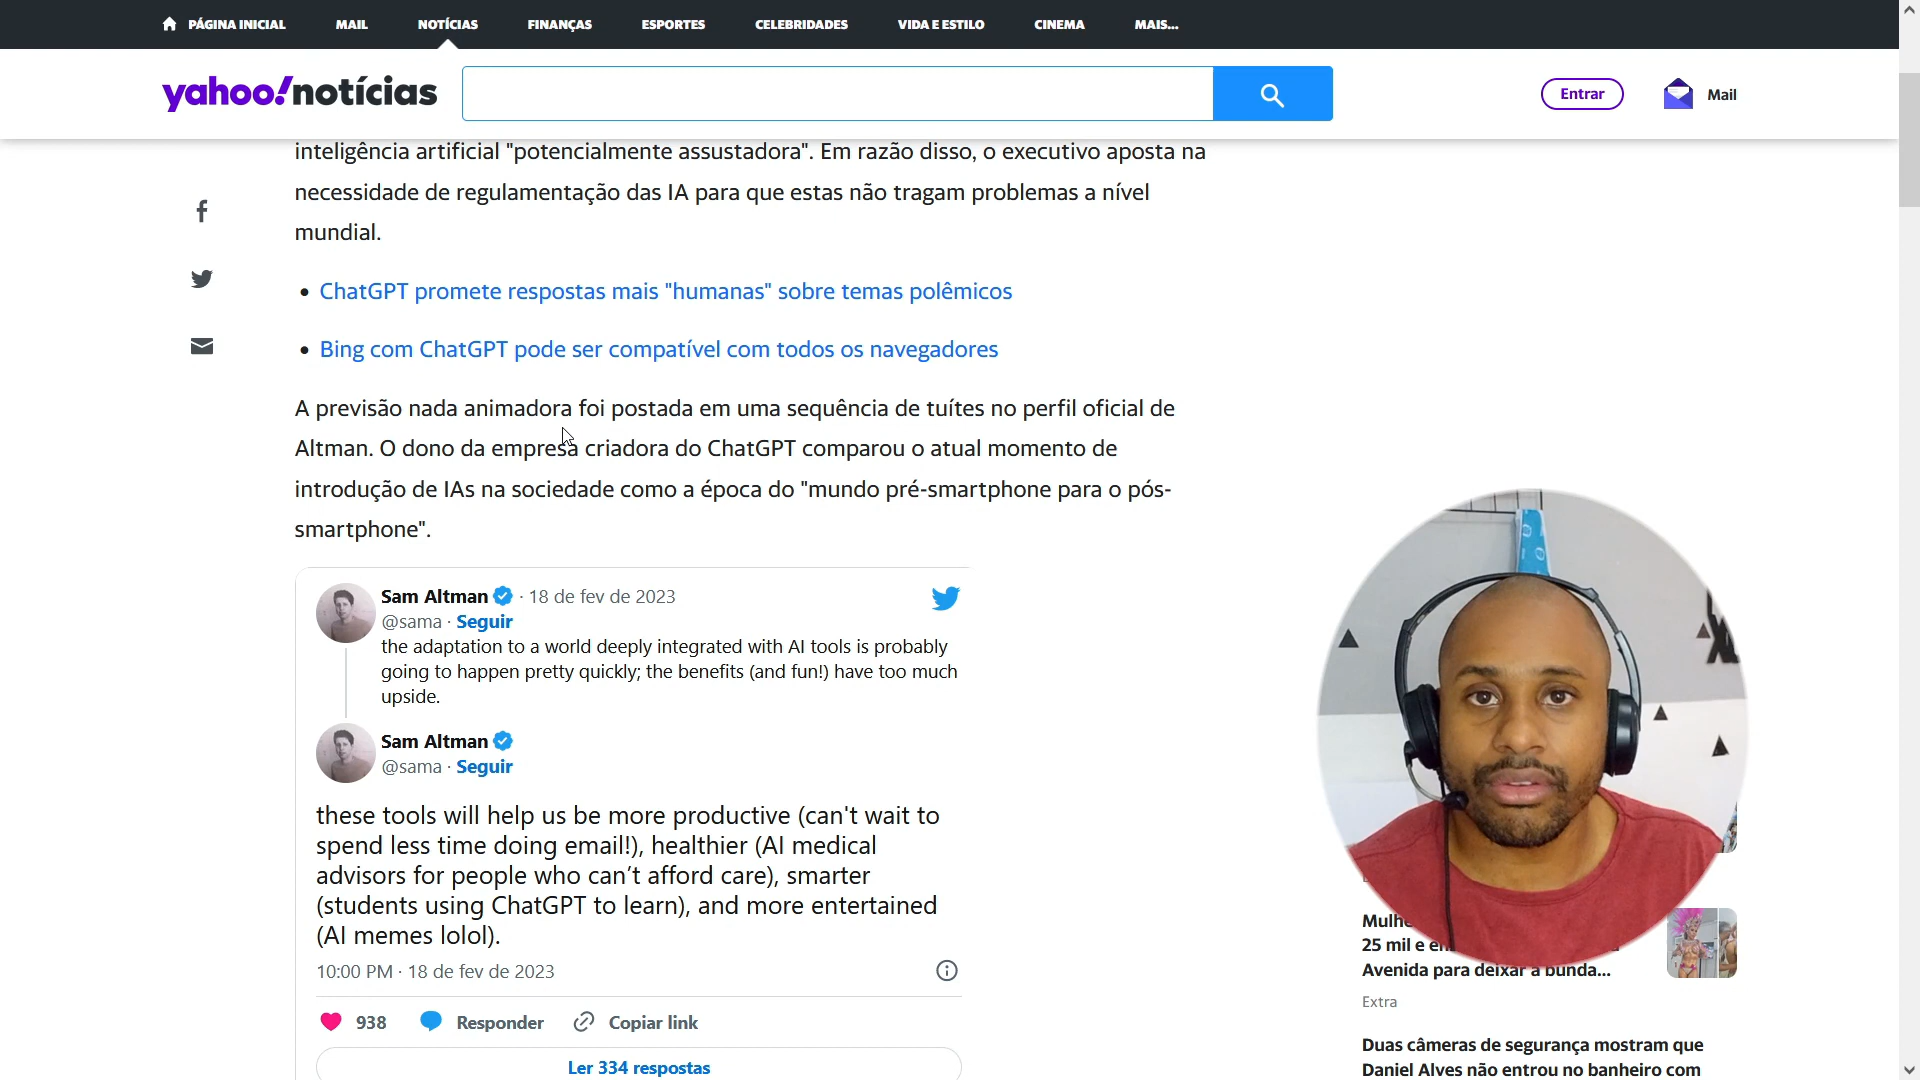 PÁGINA INICIAL MAIL NOTÍCIAS FINANÇAS ESPORTES CELEBRIDADES VIDA E ESTILO CINEMA MAIS...
yahoo!notícias
Entrar
Mail
inteligência artificial "potencialmente assustadora". Em razão disso, o executivo aposta na
necessidade de regulamentação das IA para que estas não tragam problemas a nível
mundial.
• ChatGPT promete respostas mais "humanas" sobre temas polêmicos
• Bing com ChatGPT pode ser compatível com todos os navegadores
A previsão nada animadora foi postada em uma sequência de tuítes no perfil oficial de
Altman. O dono da empresa criadora do ChatGPT comparou o atual momento de
introdução de IAs na sociedade como a época do "mundo pré-smartphone para o pós-
smartphone".
Sam Altman · 18 de fev de 2023
@sama · Seguir
the adaptation to a world deeply integrated with AI tools is probably
going to happen pretty quickly; the benefits (and fun!) have too much
upside.
Sam Altman
@sama · Seguir
these tools will help us be more productive (can't wait to
spend less time doing email!), healthier (AI medical
advisors for people who can’t afford care), smarter
(students using ChatGPT to learn), and more entertained
(AI memes lolol).
10:00 PM · 18 de fev de 2023
938 Responder Copiar link
Ler 334 respostas
25 mil e
Avenida para deixar a bunda...
Extra
Duas câmeras de segurança mostram que
Daniel Alves não entrou no banheiro com